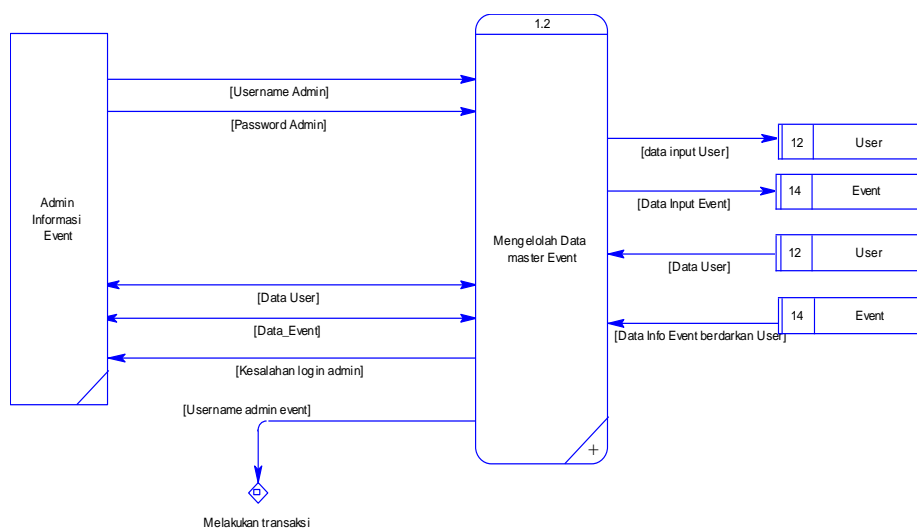 1.2
[Username Admin]
[Password Admin]
12 User
[data input User]
14 Event
[Data Input Event]
Admin
Informasi
Event
Mengelolah Data
master Event
12 User
[Data User]
[Data User]
14 Event
[Data_Event]
[Data Info Event berdarkan User]
[Kesalahan login admin]
[Username admin event]
+
Melakukan transaksi